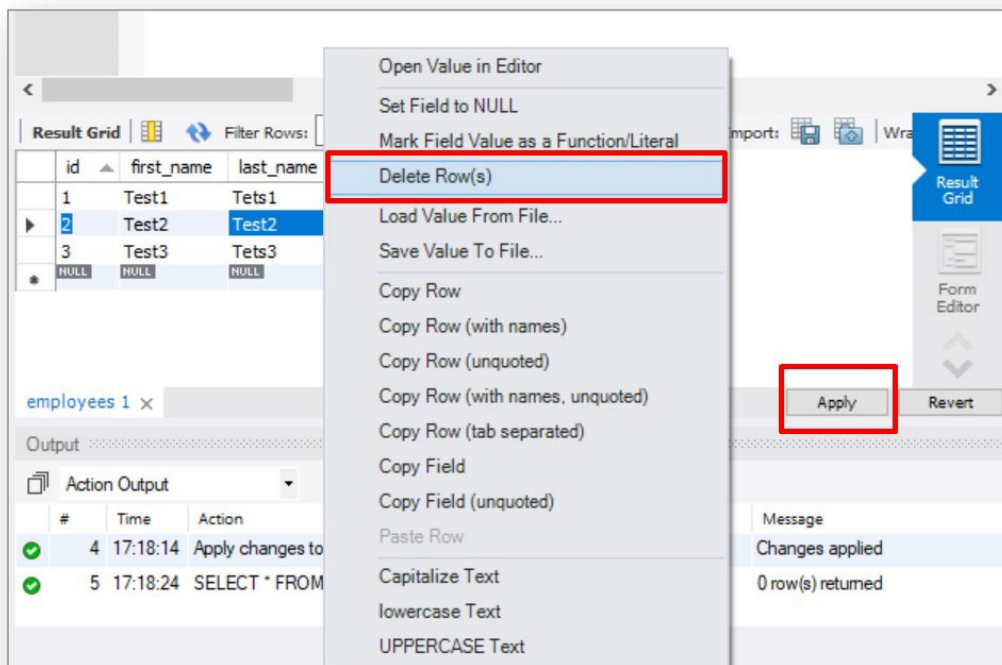 Open Value in Editor
Set Field to NULL
Result Grid Filter Rows: mport: Wra
Mark Field Value as a Function/Literal
id first_name last_name
Delete Row(s)
Result
Grid
1 Test1 Tets1
2 Test2 Test2
Load Value From File...
3 Test3 Tets3
Save Value To File...
NULL NULL NULL
Copy Row
Form
Editor
Copy Row (with names)
Copy Row (unquoted)
Copy Row (with names, unquoted)
employees 1 Apply Revert
Copy Row (tab separated)
Output
Copy Field
Action Output
Copy Field (unquoted)
# Time Action Message
Paste Row
4 17:18:14 Apply changes to Changes applied
Capitalize Text
5 17:18:24 SELECT * FROM 0 row(s) returned
lowercase Text
UPPERCASE Text